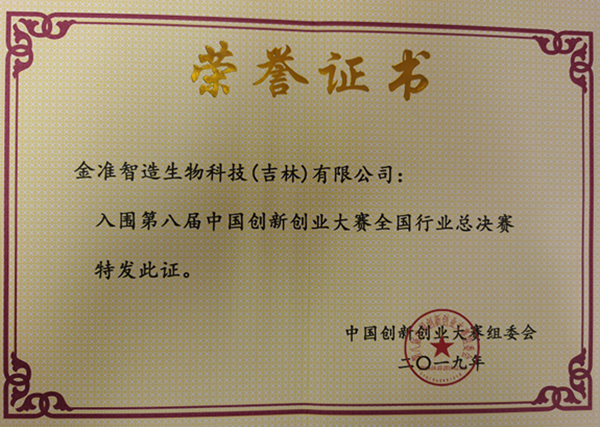 荣誉证书
金准智造生物科技(吉林)有限公司：
入围第八届中国创新创业大赛全国行业总决赛
特发此证。
中国创新创业大赛组委会
二〇一九年